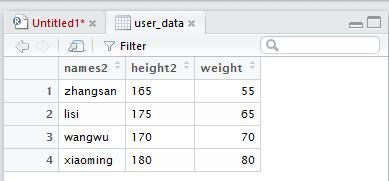 Untitled1* user_data
Filter
names2 height2 weight
1 zhangsan 165 55
2 lisi 175 65
3 wangwu 170 70
4 xiaoming 180 80